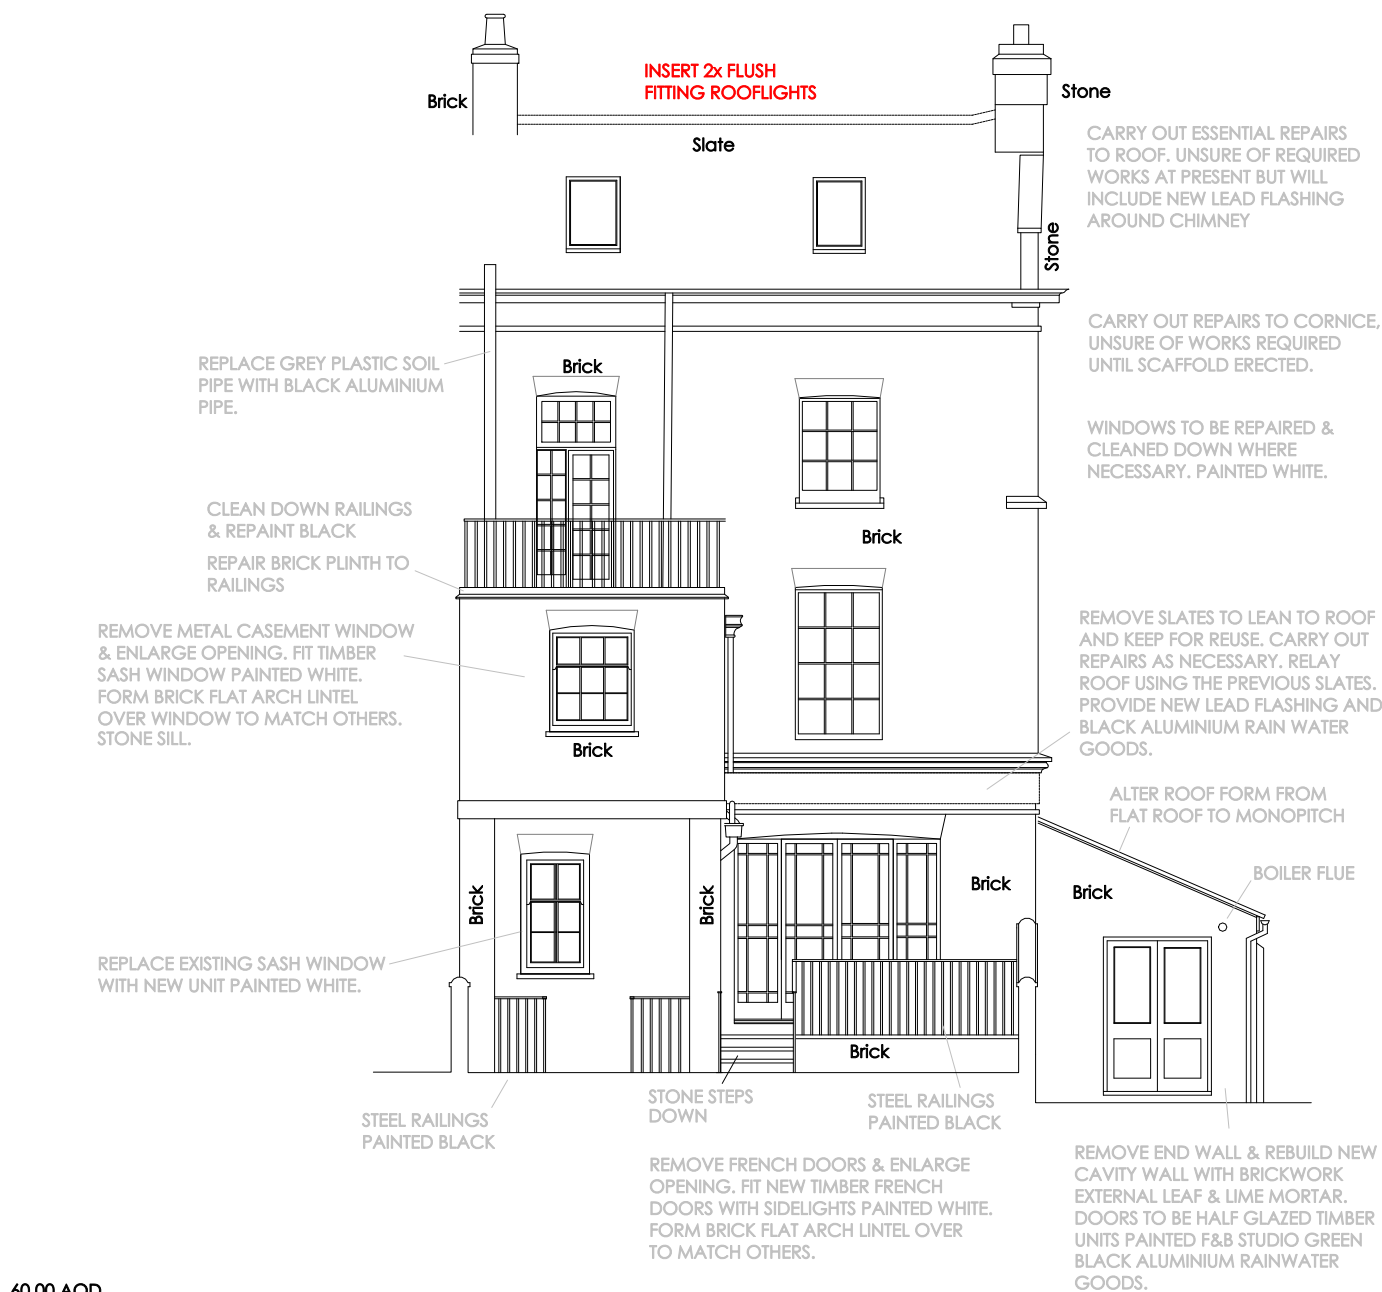 INSERT 2x FLUSH
FITTING ROOFLIGHTS
Brick
Stone
Slate
CARRY OUT ESSENTIAL REPAIRS
TO ROOF. UNSURE OF REQUIRED
WORKS AT PRESENT BUT WILL
INCLUDE NEW LEAD FLASHING
AROUND CHIMNEY
Stone
CARRY OUT REPAIRS TO CORNICE,
UNSURE OF WORKS REQUIRED
UNTIL SCAFFOLD ERECTED.
REPLACE GREY PLASTIC SOIL
PIPE WITH BLACK ALUMINIUM
PIPE.
Brick
WINDOWS TO BE REPAIRED &
CLEANED DOWN WHERE
NECESSARY. PAINTED WHITE.
CLEAN DOWN RAILINGS
& REPAINT BLACK
Brick
REPAIR BRICK PLINTH TO
RAILINGS
REMOVE METAL CASEMENT WINDOW
& ENLARGE OPENING. FIT TIMBER
SASH WINDOW PAINTED WHITE.
FORM BRICK FLAT ARCH LINTEL
OVER WINDOW TO MATCH OTHERS.
STONE SILL.
Brick
REMOVE SLATES TO LEAN TO ROOF
AND KEEP FOR REUSE. CARRY OUT
REPAIRS AS NECESSARY. RELAY
ROOF USING THE PREVIOUS SLATES.
PROVIDE NEW LEAD FLASHING AND
BLACK ALUMINIUM RAIN WATER
GOODS.
ALTER ROOF FORM FROM
FLAT ROOF TO MONOPITCH
BOILER FLUE
Brick
Brick
Brick
Brick
REPLACE EXISTING SASH WINDOW
WITH NEW UNIT PAINTED WHITE.
Brick
STEEL RAILINGS
PAINTED BLACK
STONE STEPS
DOWN
STEEL RAILINGS
PAINTED BLACK
REMOVE FRENCH DOORS & ENLARGE
OPENING. FIT NEW TIMBER FRENCH
DOORS WITH SIDELIGHTS PAINTED WHITE.
FORM BRICK FLAT ARCH LINTEL OVER
TO MATCH OTHERS.
REMOVE END WALL & REBUILD NEW
CAVITY WALL WITH BRICKWORK
EXTERNAL LEAF & LIME MORTAR.
DOORS TO BE HALF GLAZED TIMBER
UNITS PAINTED F&B STUDIO GREEN
BLACK ALUMINIUM RAINWATER
GOODS.
60.00 AOD